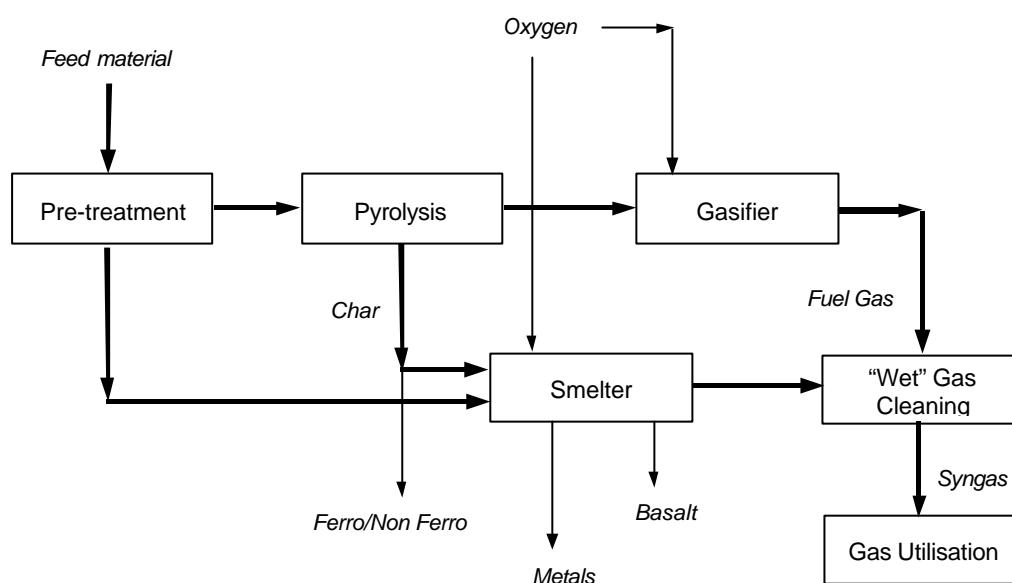 Oxygen
Feed material
Pre-treatment
Pyrolysis
Gasifier
Char
Fuel Gas
Smelter
“Wet” Gas
Cleaning
Syngas
Basalt
Ferro/Non Ferro
Gas Utilisation
Metals